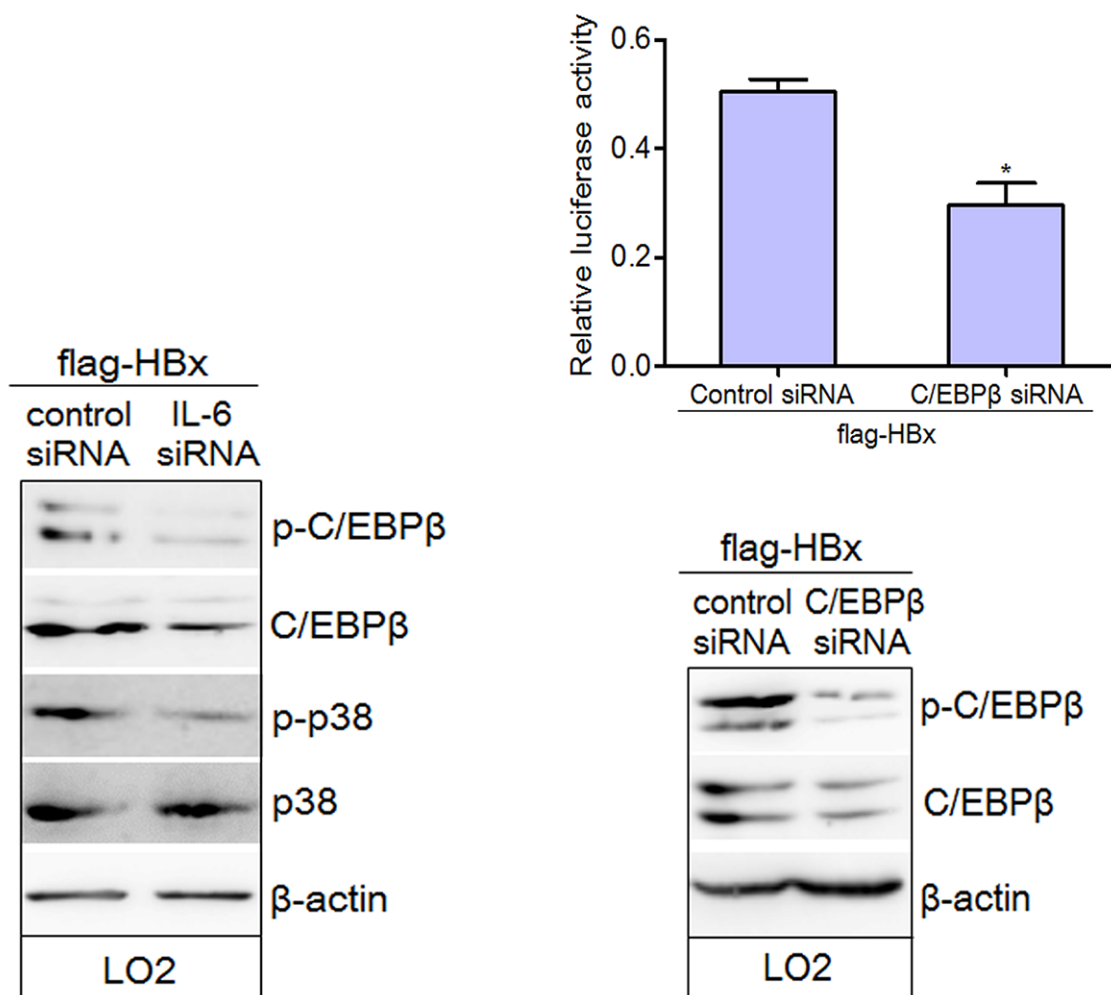 Relative luciferase activity
0.6
0.4
0.2
0.0
*
Control siRNA C/EBPβ siRNA
flag-HBx
flag-HBx
control IL-6
siRNA siRNA
p-C/EBPβ
C/EBPβ
p-p38
p38
β-actin
LO2
flag-HBx
control C/EBPβ
siRNA siRNA
p-C/EBPβ
C/EBPβ
β-actin
LO2